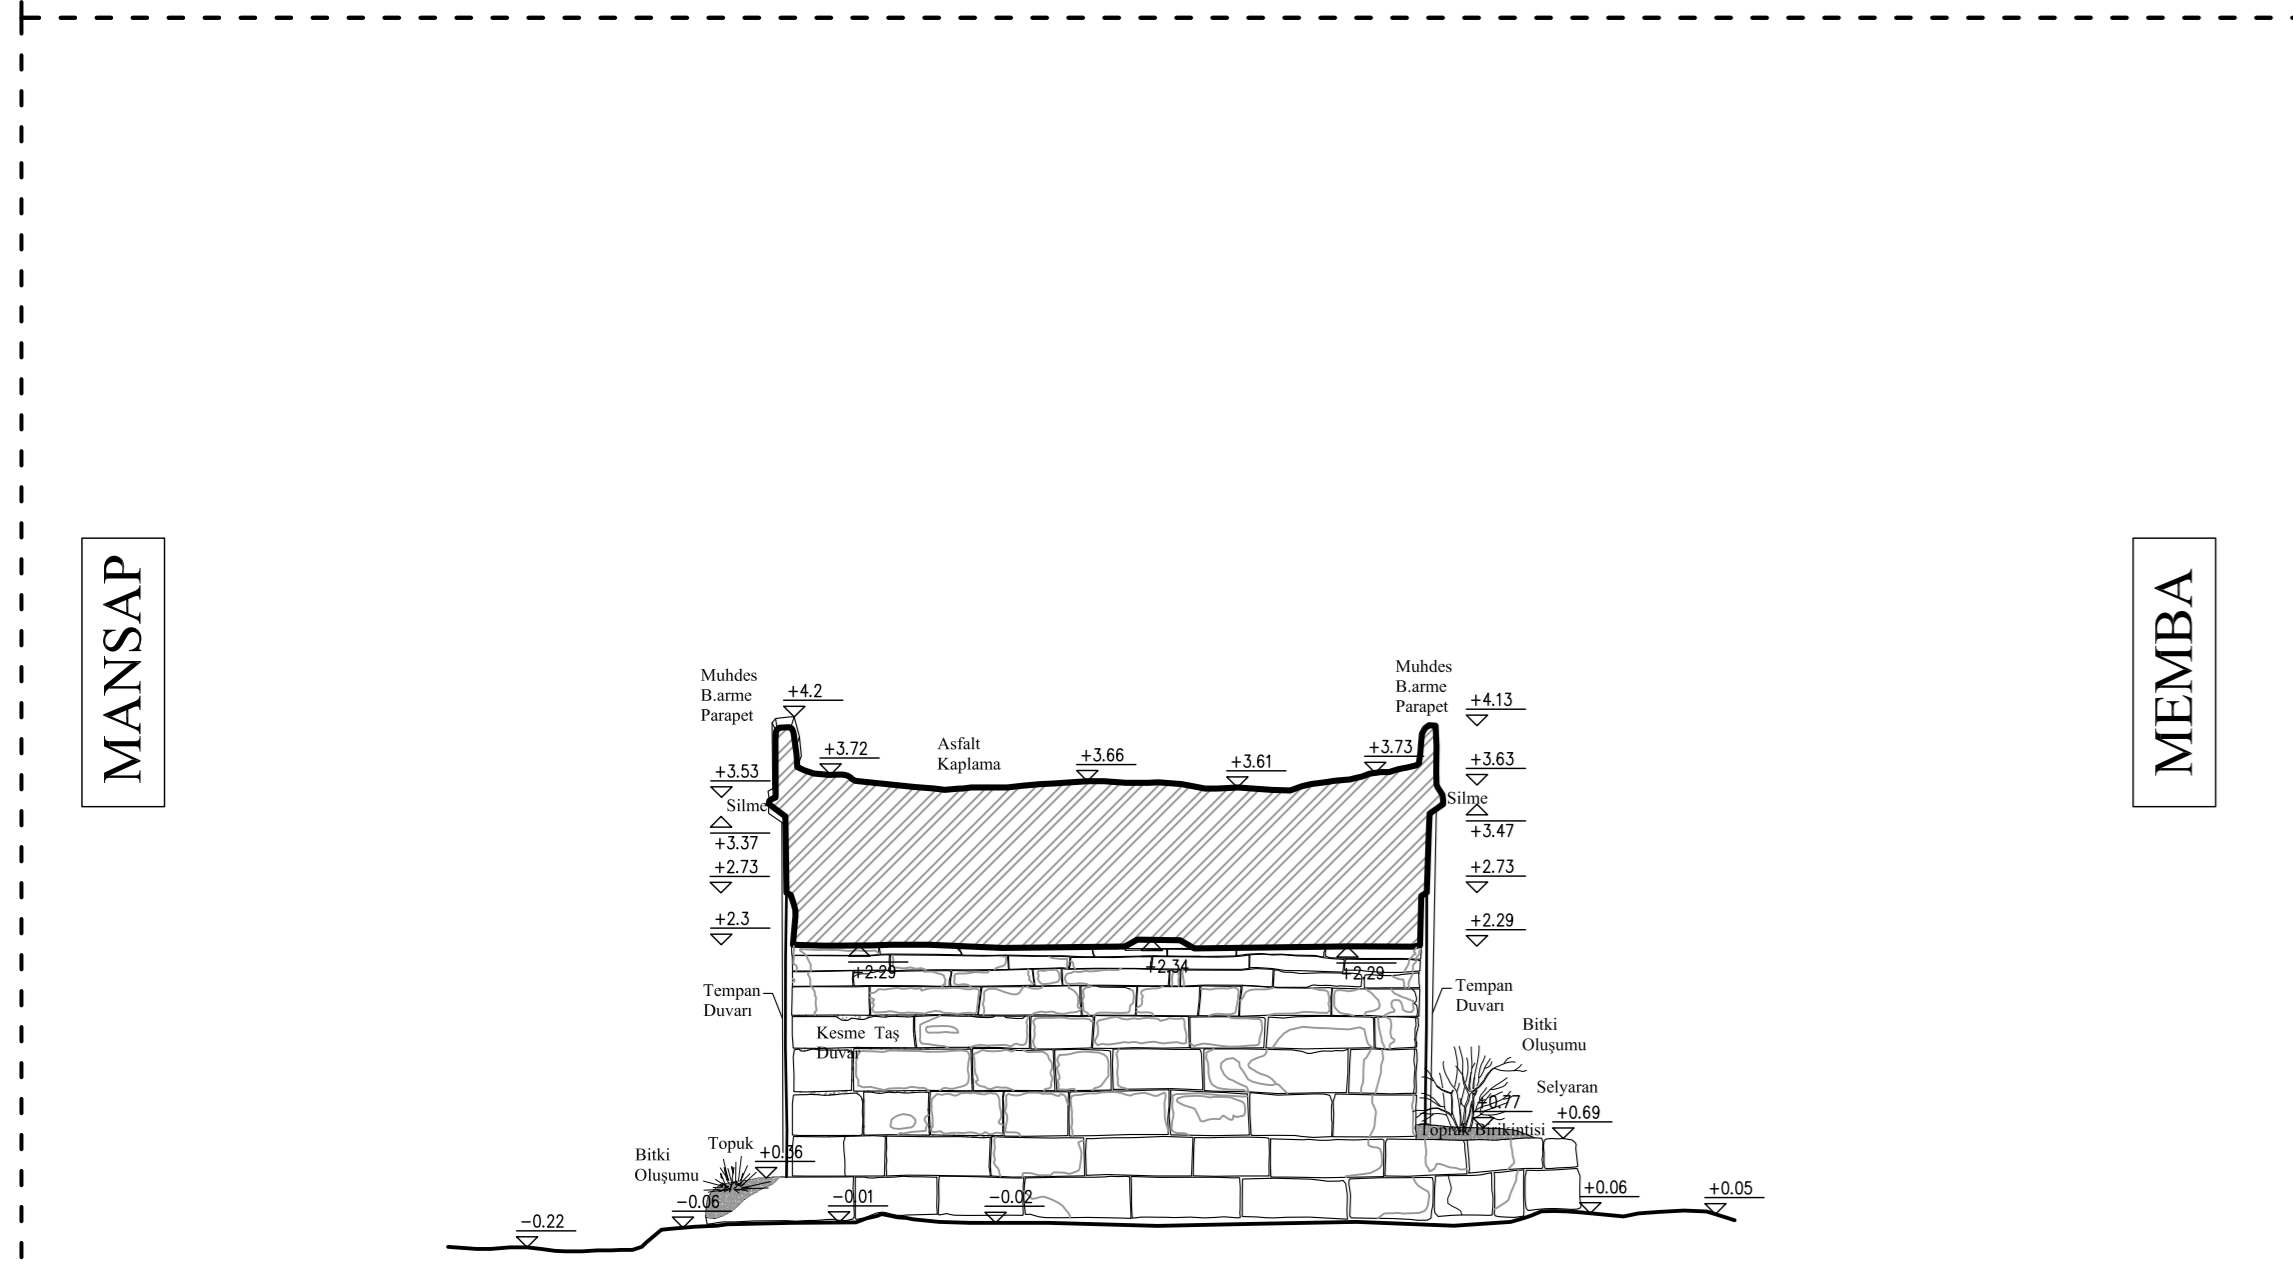 MANSAP
MEMBA
Muhdes
B.arme
Parapet
+4.2
Muhdes
B.arme
Parapet
+4.13
+3.72
Asfalt
Kaplama
+3.66
+3.61
+3.73
+3.63
+3.53
Silme
Silme
+3.37
+3.47
+2.73
+2.73
+2.3
+2.29
+2.29
+2.34
+2.29
Tempan
Duvarı
Tempan
Duvarı
Kesme Taş
Duvar
Bitki
Oluşumu
Selyaran
+0.77
+0.69
Toprak Birikintisi
Topuk
+0.36
Bitki
Oluşumu
-0.06
-0.01
-0.02
+0.06
+0.05
-0.22